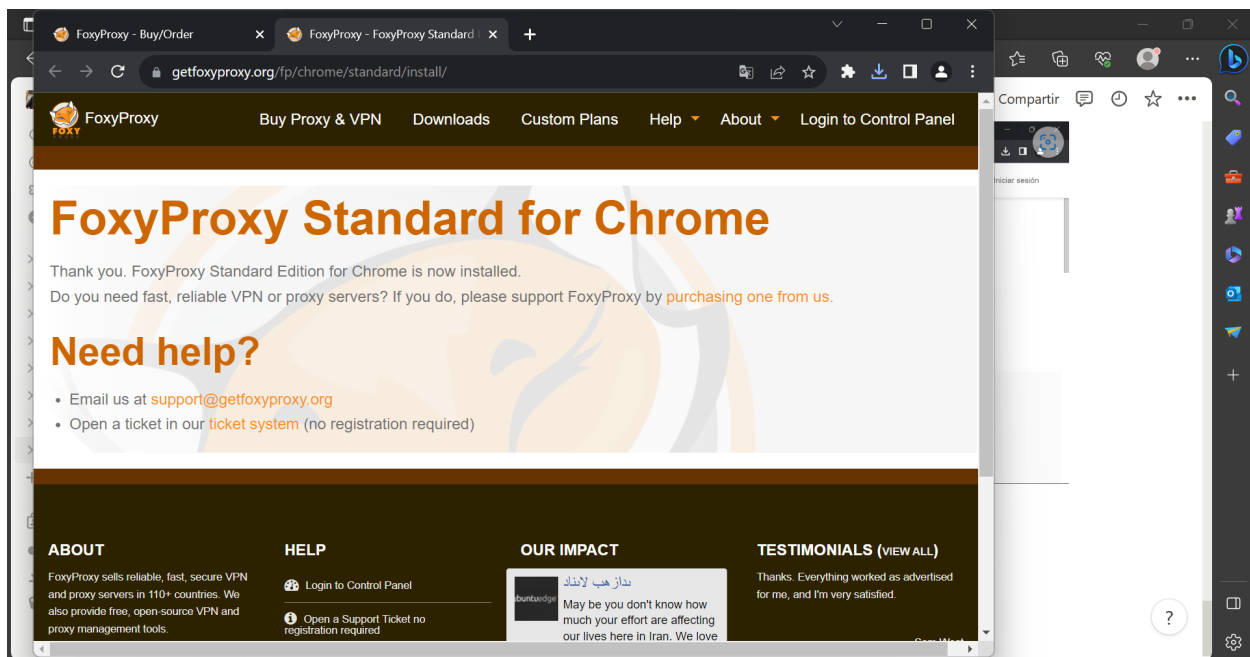 FoxyProxy - Buy/Order
FoxyProxy - FoxyProxy Standard
getfoxyproxy.org/fp/chrome/standard/install/
FOXY
FoxyProxy
Buy Proxy & VPN
Downloads
Custom Plans
Help
About
Login to Control Panel
Compartir
Iniciar sesión
FoxyProxy Standard for Chrome
Thank you. FoxyProxy Standard Edition for Chrome is now installed.
Do you need fast, reliable VPN or proxy servers? If you do, please support FoxyProxy by purchasing one from us.
Need help?
• Email us at support@getfoxyproxy.org
• Open a ticket in our ticket system (no registration required)
ABOUT
FoxyProxy sells reliable, fast, secure VPN
and proxy servers in 110+ countries. We
also provide free, open-source VPN and
proxy management tools.
HELP
Login to Control Panel
Open a Support Ticket no
registration required
OUR IMPACT
May be you don't know how
much your effort are affecting
our lives here in Iran. We love
TESTIMONIALS (VIEW ALL)
Thanks. Everything worked as advertised
for me, and I'm very satisfied.
?